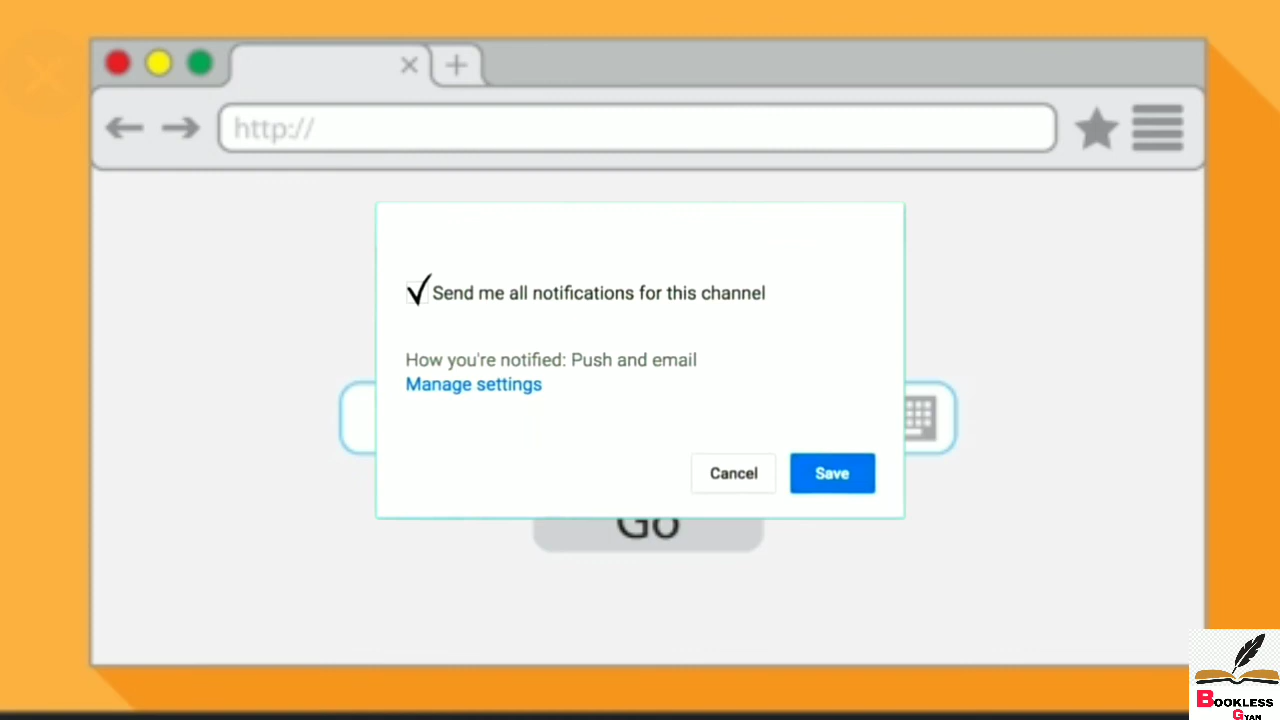 http://
Send me all notifications for this channel
How you're notified: Push and email
Manage settings
Cancel
Save
Go
BOOKLESS
GYAN